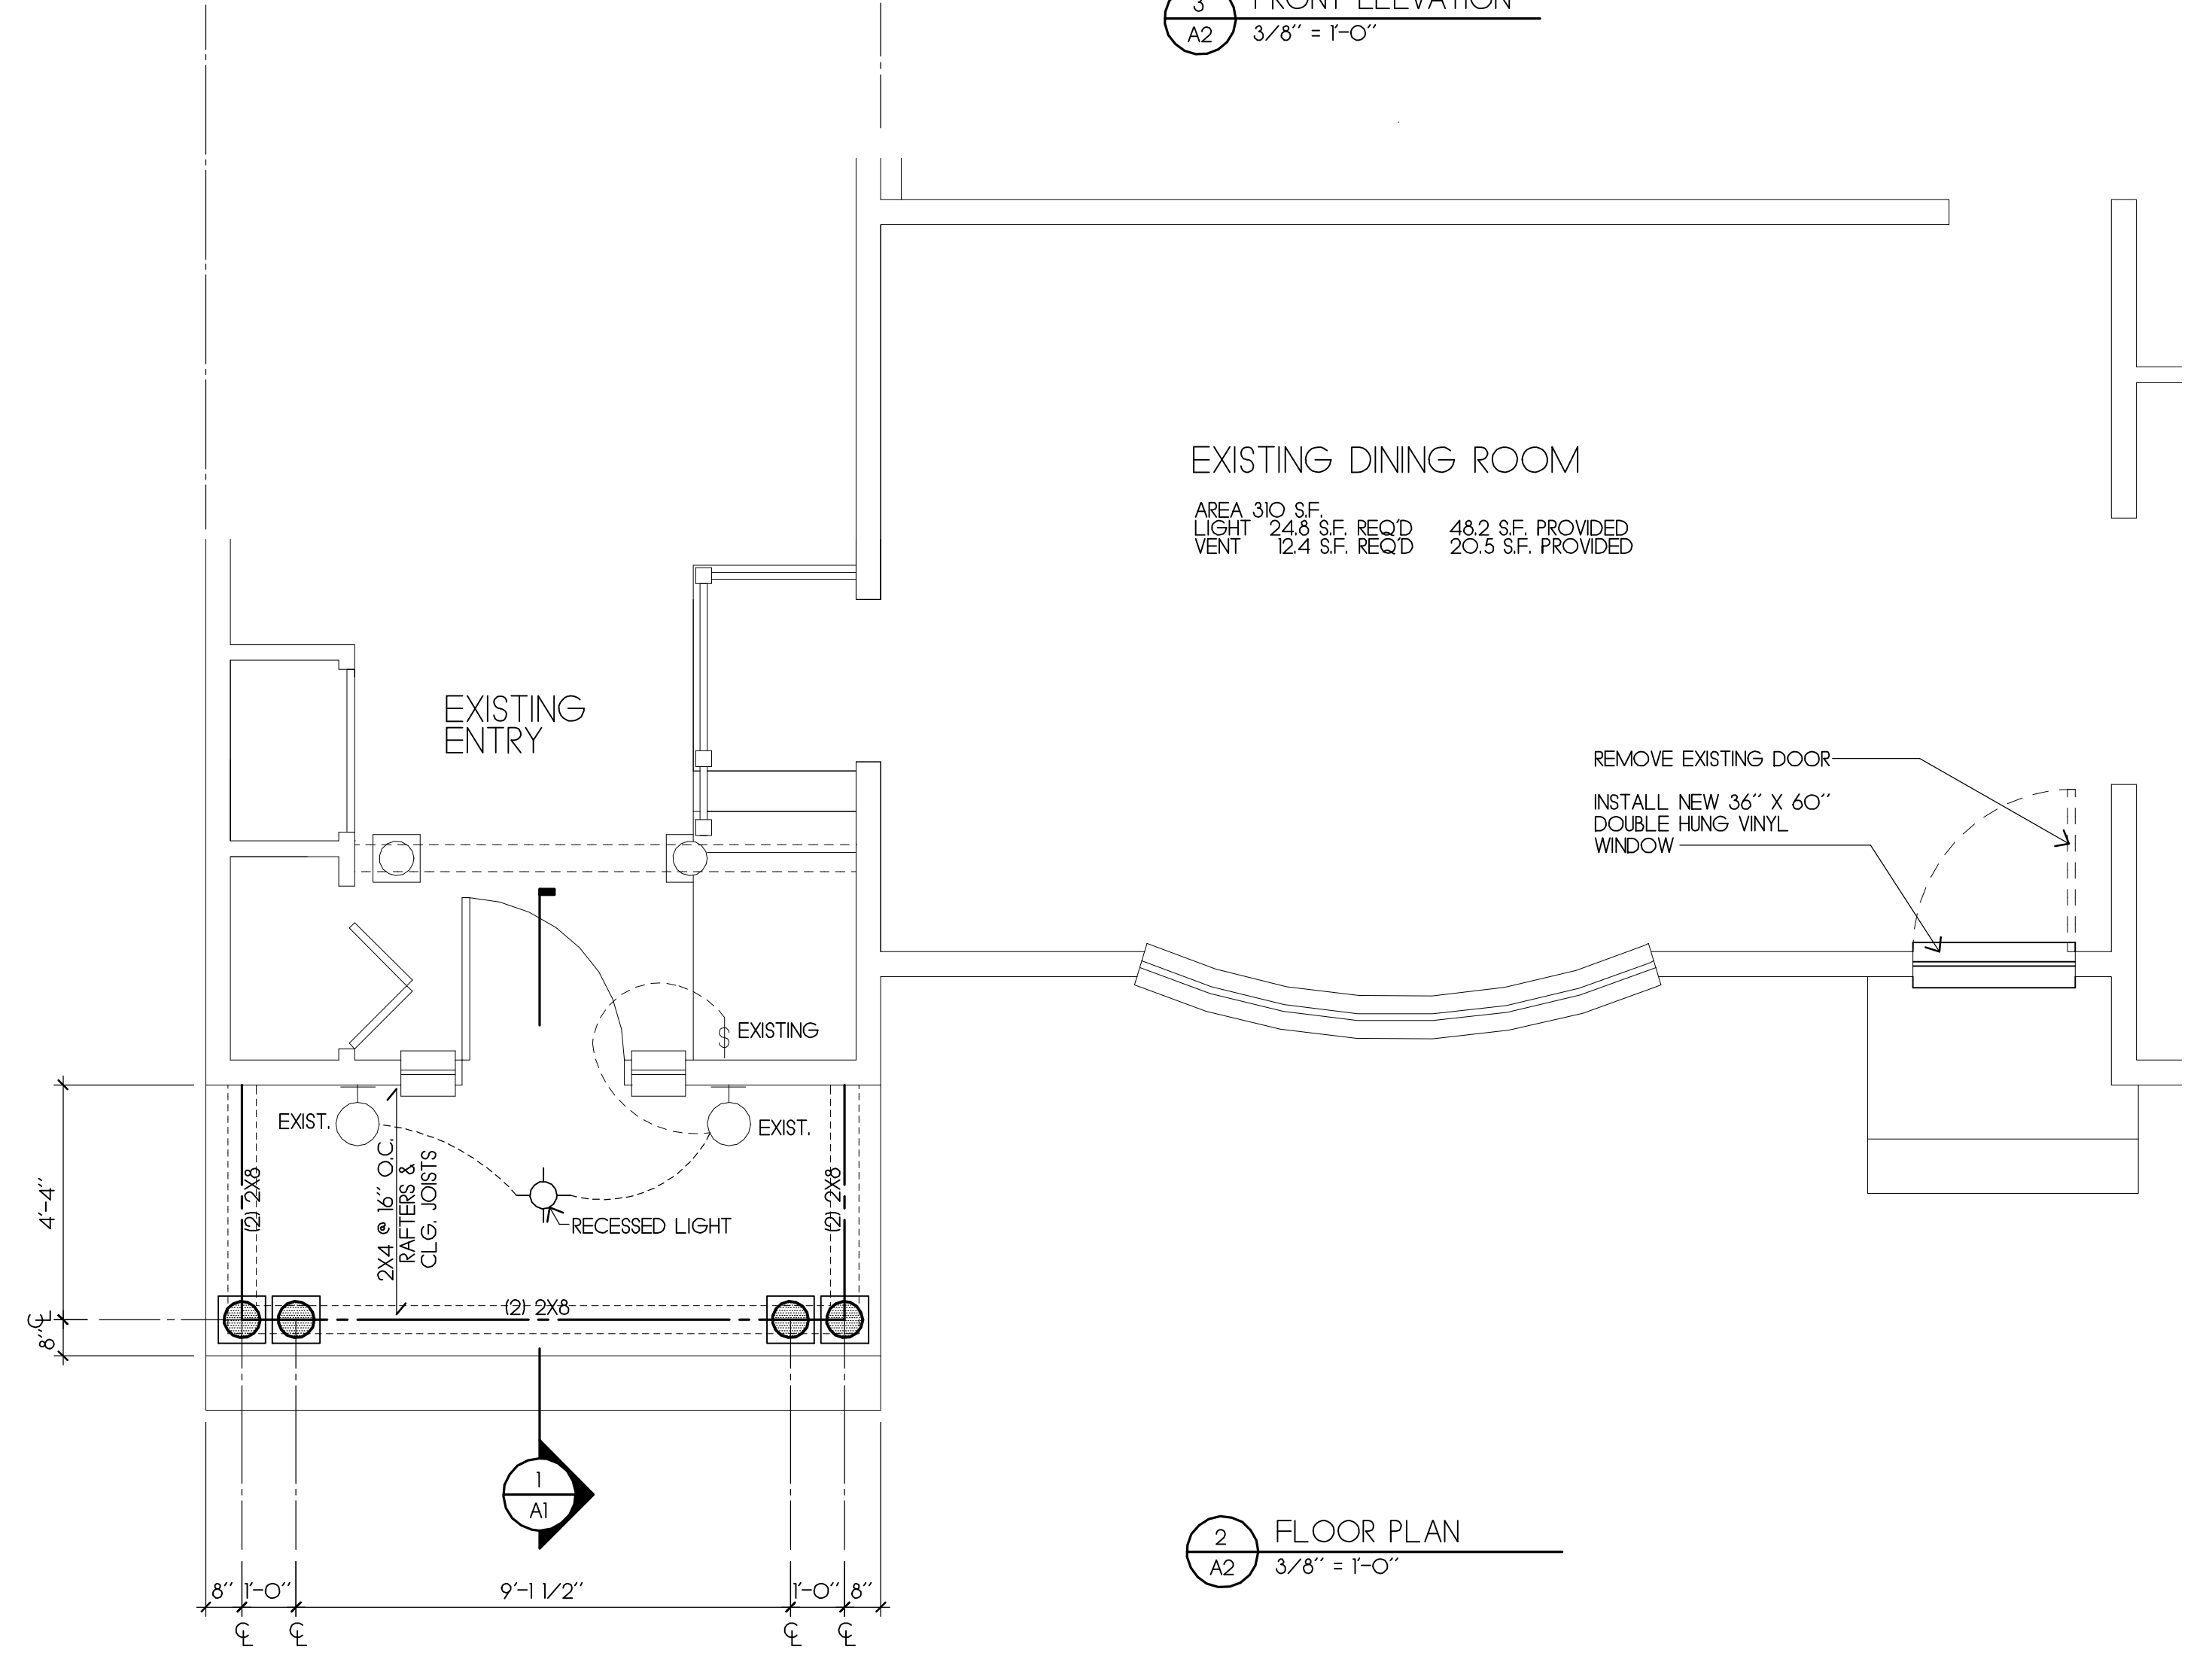 3 FRONT ELEVATION
A2 3/8" = 1'-0"
EXISTING DINING ROOM
AREA 310 S.F.
LIGHT 24.8 S.F. REQ'D 48.2 S.F. PROVIDED
VENT 12.4 S.F. REQ'D 20.5 S.F. PROVIDED
EXISTING
ENTRY
REMOVE EXISTING DOOR
INSTALL NEW 36" X 60"
DOUBLE HUNG VINYL
WINDOW
$ EXISTING
EXIST.
EXIST.
4'-4"
8"
(2) 2X8
2X4 @ 16" O.C.
RAFTERS &
CLG. JOISTS
(2) 2X8
RECESSED LIGHT
(2) 2X8
℄
1
A1
2 FLOOR PLAN
A2 3/8" = 1'-0"
8" 1'-0" 9'-1 1/2" 1'-0" 8"
℄ ℄ ℄ ℄